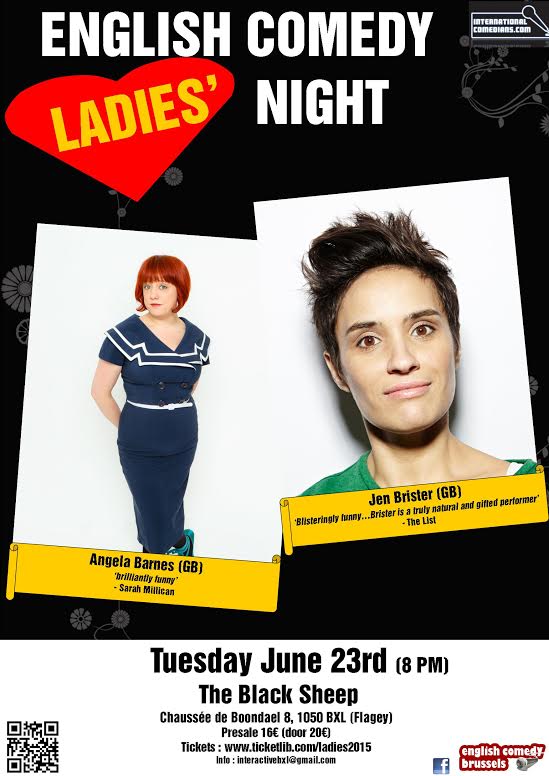 ENGLISH COMEDY
LADIES' NIGHT
INTERNATIONAL
COMEDIANS.COM
Jen Brister (GB)
'Blisteringly funny...Brister is a truly natural and gifted performer'
- The List
Angela Barnes (GB)
'brilliantly funny'
- Sarah Millican
Tuesday June 23rd (8 PM)
The Black Sheep
Chaussée de Boondael 8, 1050 BXL (Flagey)
Presale 16€ (door 20€)
Tickets : www.ticketlib.com/ladies2015
Info : interactivebxl@gmail.com
f
english comedy
brussels